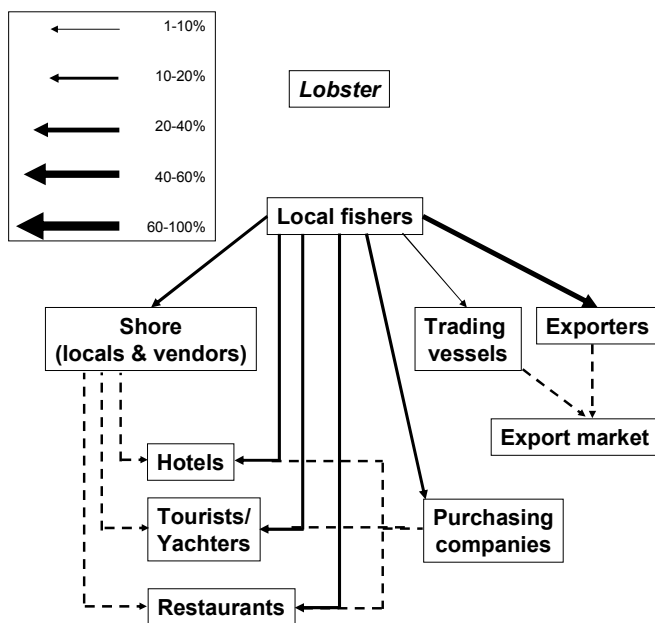 1-10%
10-20%
20-40%
40-60%
60-100%
Lobster
Local fishers
Shore
(locals & vendors)
Trading
vessels
Exporters
Export market
Hotels
Tourists/
Yachters
Purchasing
companies
Restaurants